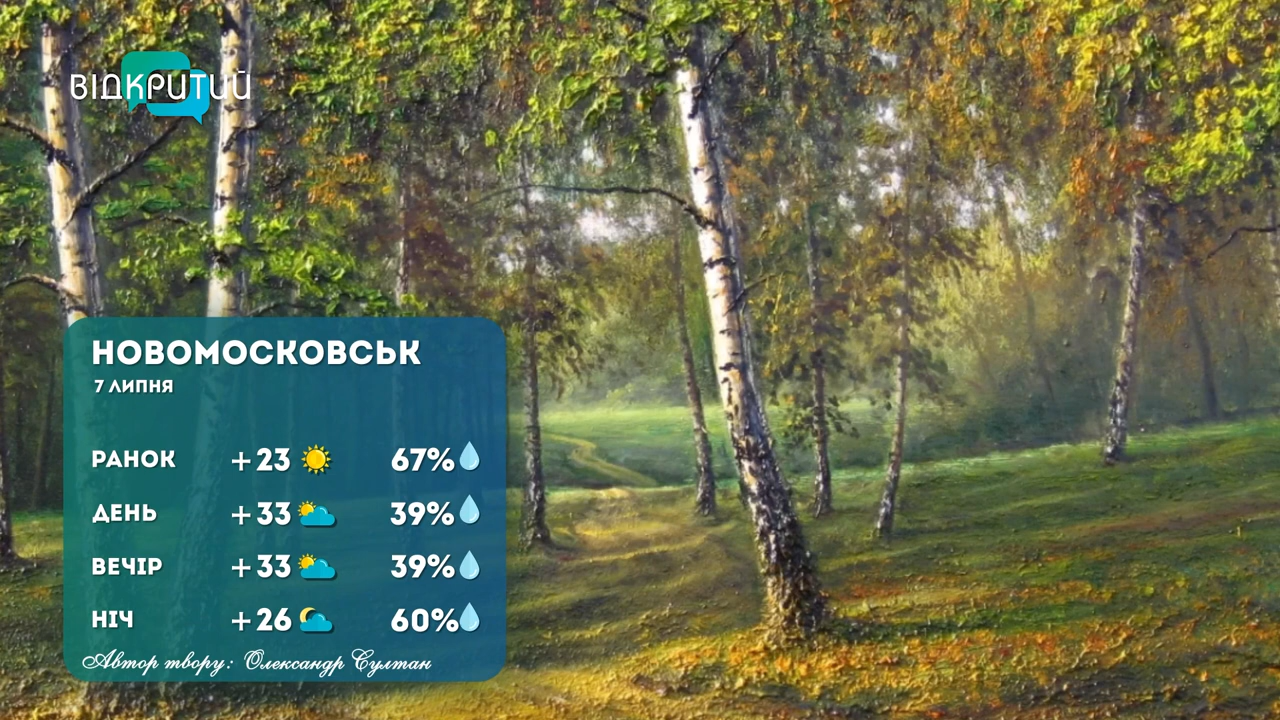 ВІДКРИТИЙ
НОВОМОСКОВСЬК
7 ЛИПНЯ
РАНОК +23 67%
ДЕНЬ +33 39%
ВЕЧІР +33 39%
НІЧ +26 60%
Автор твору: Олександр Султан